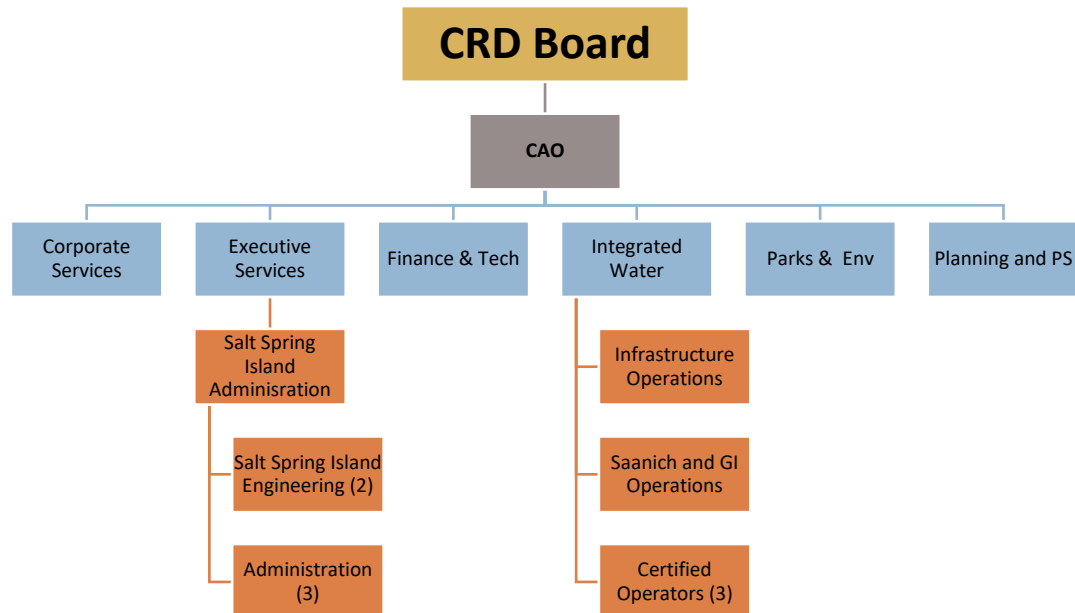 CRD Board
CAO
Corporate
Services
Executive
Services
Finance & Tech
Integrated
Water
Parks & Env
Planning and PS
Salt Spring
Island
Adminisration
Salt Spring Island
Engineering (2)
Administration
(3)
Infrastructure
Operations
Saanich and GI
Operations
Certified
Operators (3)